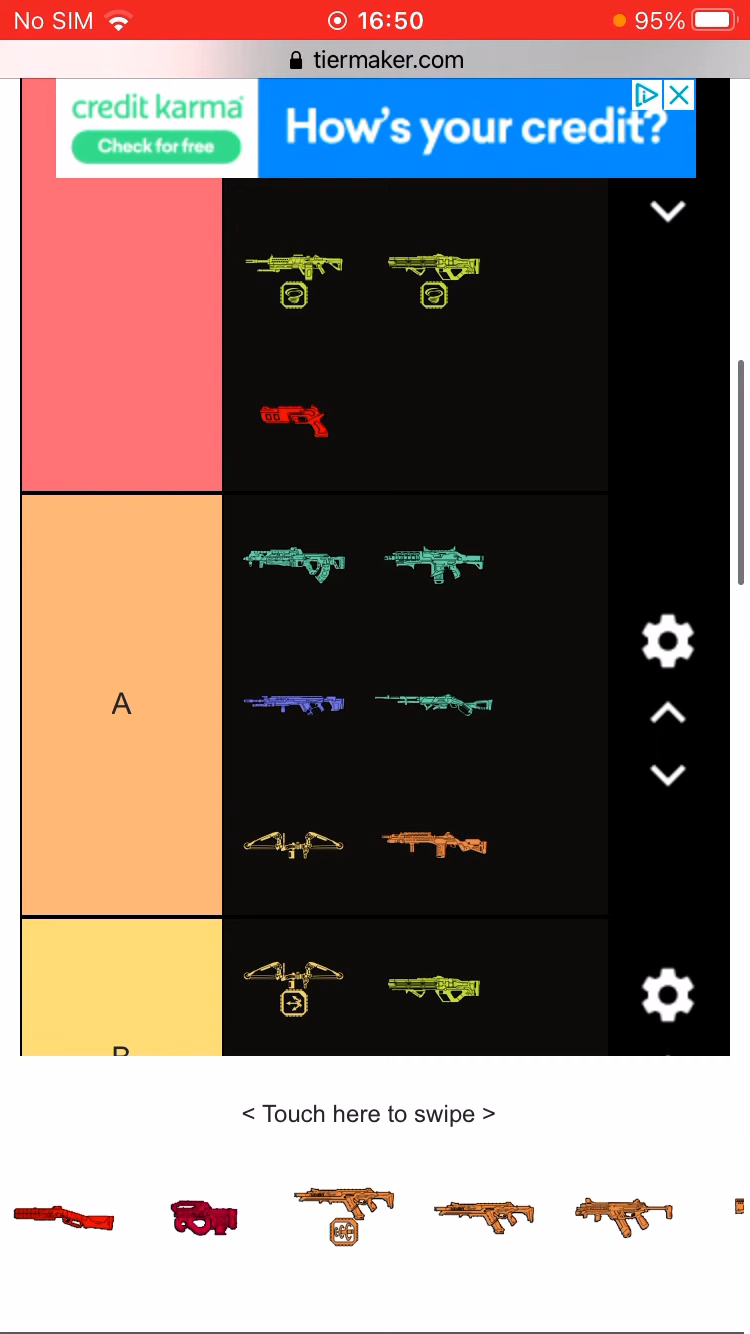 No SIM 16:50 95%
tiermaker.com
credit karma
Check for free
How's your credit?
A
B
< Touch here to swipe >